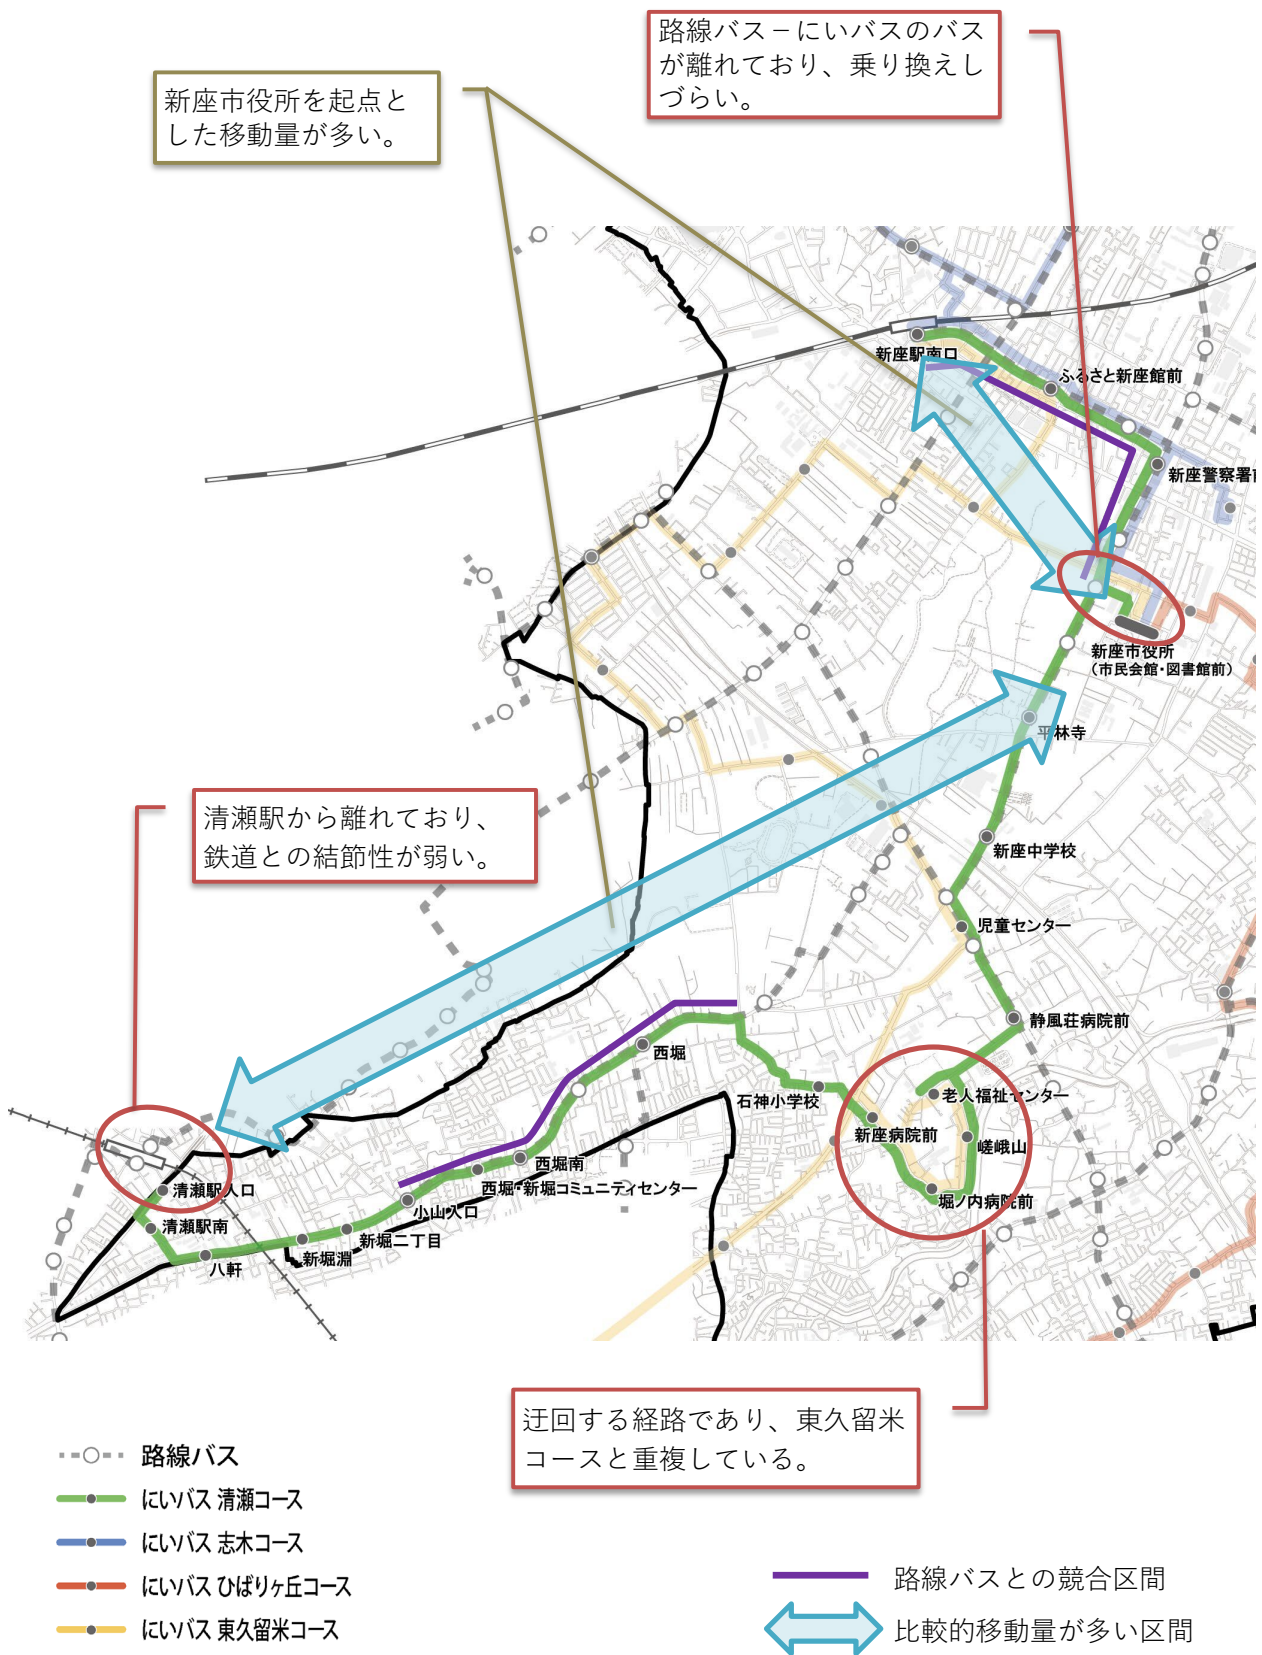 路線バス－にいバスのバス
が離れており、乗り換えし
づらい。
新座市役所を起点と
した移動量が多い。
新座駅南口
ふるさと新座館前
新座警察署前
新座市役所
（市民会館・図書館前）
平林寺
清瀬駅から離れており、
鉄道との結節性が弱い。
新座中学校
児童センター
静風荘病院前
西堀
石神小学校
老人福祉センター
新座病院前
嵯峨山
西堀南
西堀・新堀コミュニティセンター
堀ノ内病院前
清瀬駅入口
小山入口
清瀬駅南
新堀二丁目
新堀淵
八軒
迂回する経路であり、東久留米
コースと重複している。
路線バス
にいバス 清瀬コース
にいバス 志木コース
にいバス ひばりヶ丘コース
にいバス 東久留米コース
路線バスとの競合区間
比較的移動量が多い区間